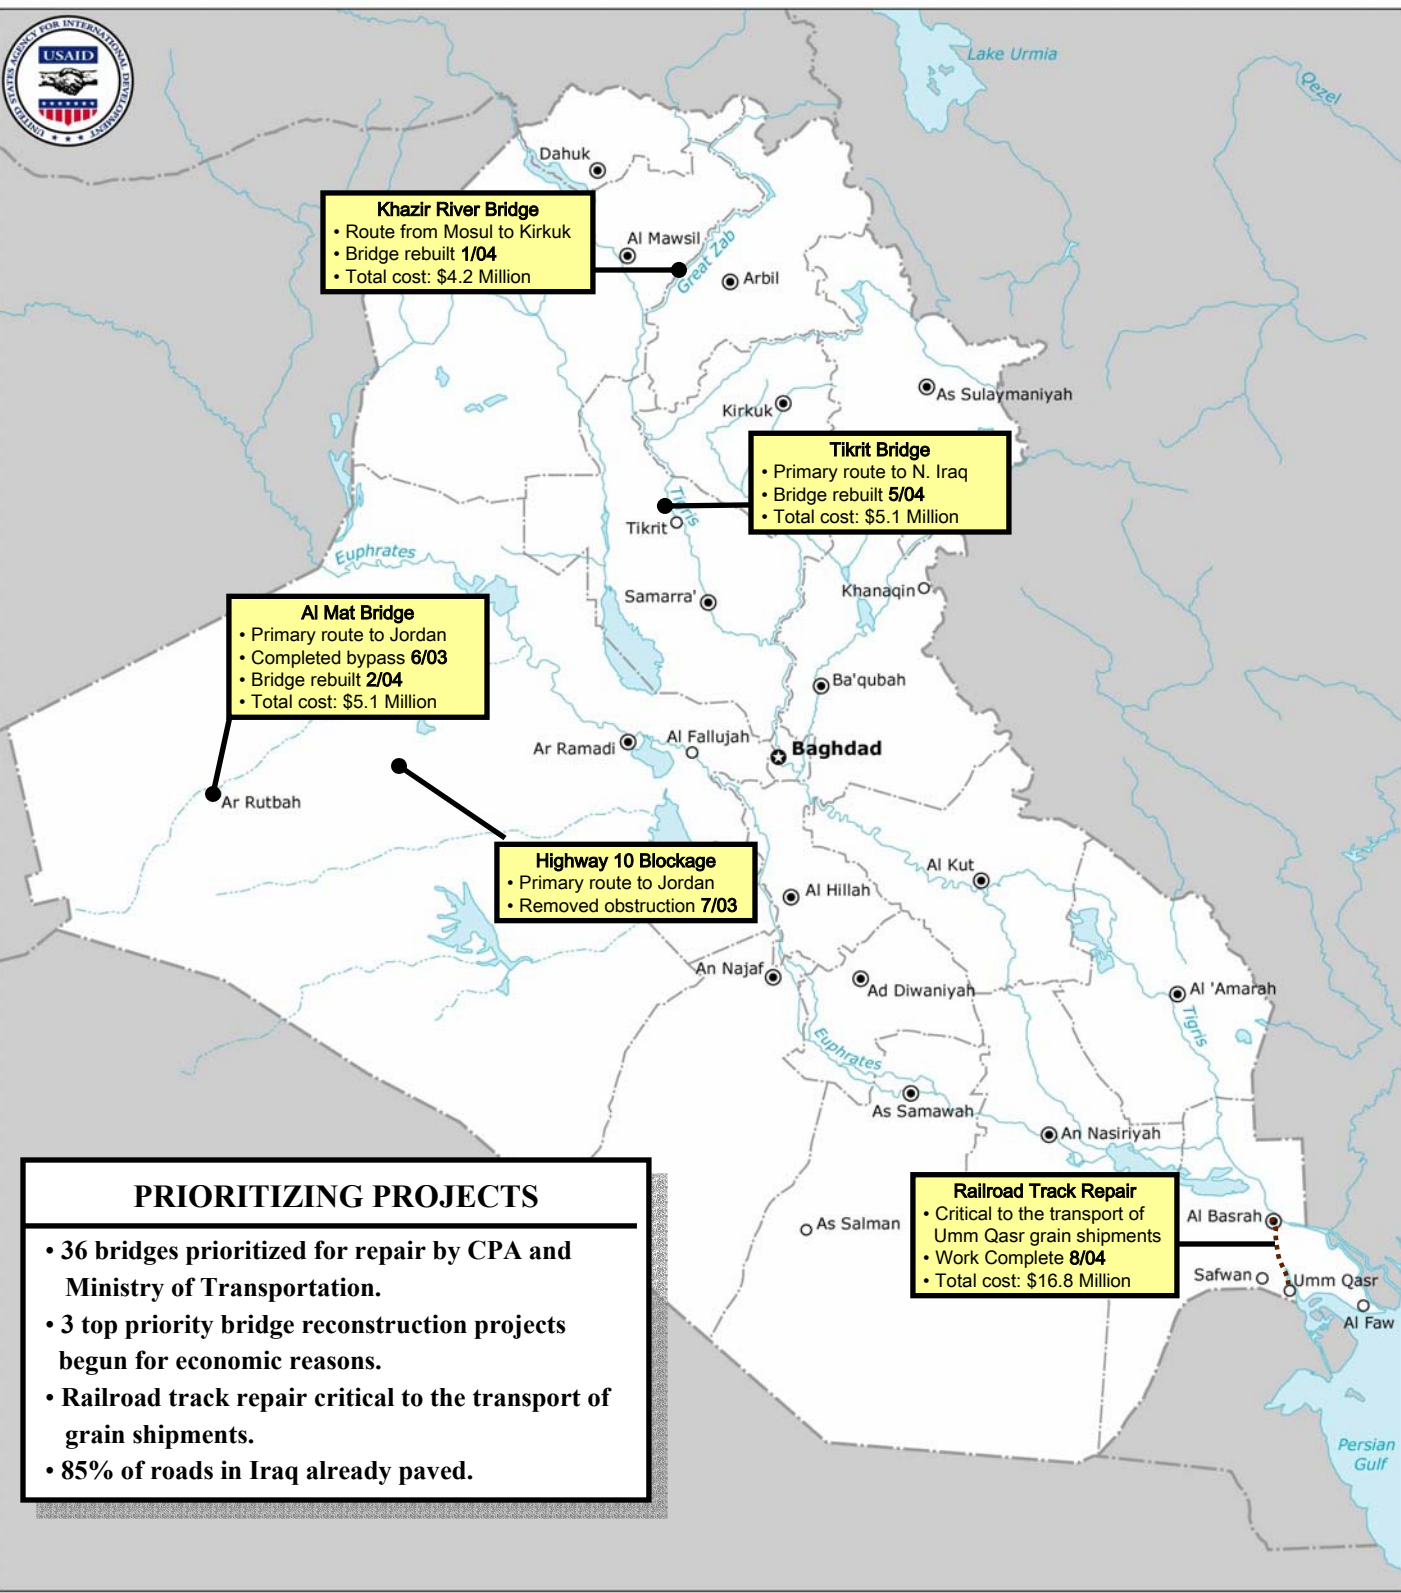 UNITED STATES AGENCY FOR INTERNATIONAL DEVELOPMENT
USAID
Lake Urmia
Qezel
Dahuk
Khazir River Bridge
• Route from Mosul to Kirkuk
• Bridge rebuilt 1/04
• Total cost: $4.2 Million
Al Mawsil
Great Zab
Arbil
As Sulaymaniyah
Kirkuk
Tikrit Bridge
• Primary route to N. Iraq
• Bridge rebuilt 5/04
• Total cost: $5.1 Million
Tigris
Tikrit
Euphrates
Khanaqin
Samarra'
Al Mat Bridge
• Primary route to Jordan
• Completed bypass 6/03
• Bridge rebuilt 2/04
• Total cost: $5.1 Million
Ba'qubah
Ar Ramadi
Al Fallujah
Baghdad
Ar Rutbah
Highway 10 Blockage
• Primary route to Jordan
• Removed obstruction 7/03
Al Kut
Al Hillah
An Najaf
Ad Diwaniyah
Al 'Amarah
Tigris
Euphrates
As Samawah
An Nasiriyah
Railroad Track Repair
• Critical to the transport of
Umm Qasr grain shipments
• Work Complete 8/04
• Total cost: $16.8 Million
Al Basrah
As Salman
Safwan
Umm Qasr
Al Faw
Persian
Gulf
PRIORITIZING PROJECTS
• 36 bridges prioritized for repair by CPA and
Ministry of Transportation.
• 3 top priority bridge reconstruction projects
begun for economic reasons.
• Railroad track repair critical to the transport of
grain shipments.
• 85% of roads in Iraq already paved.